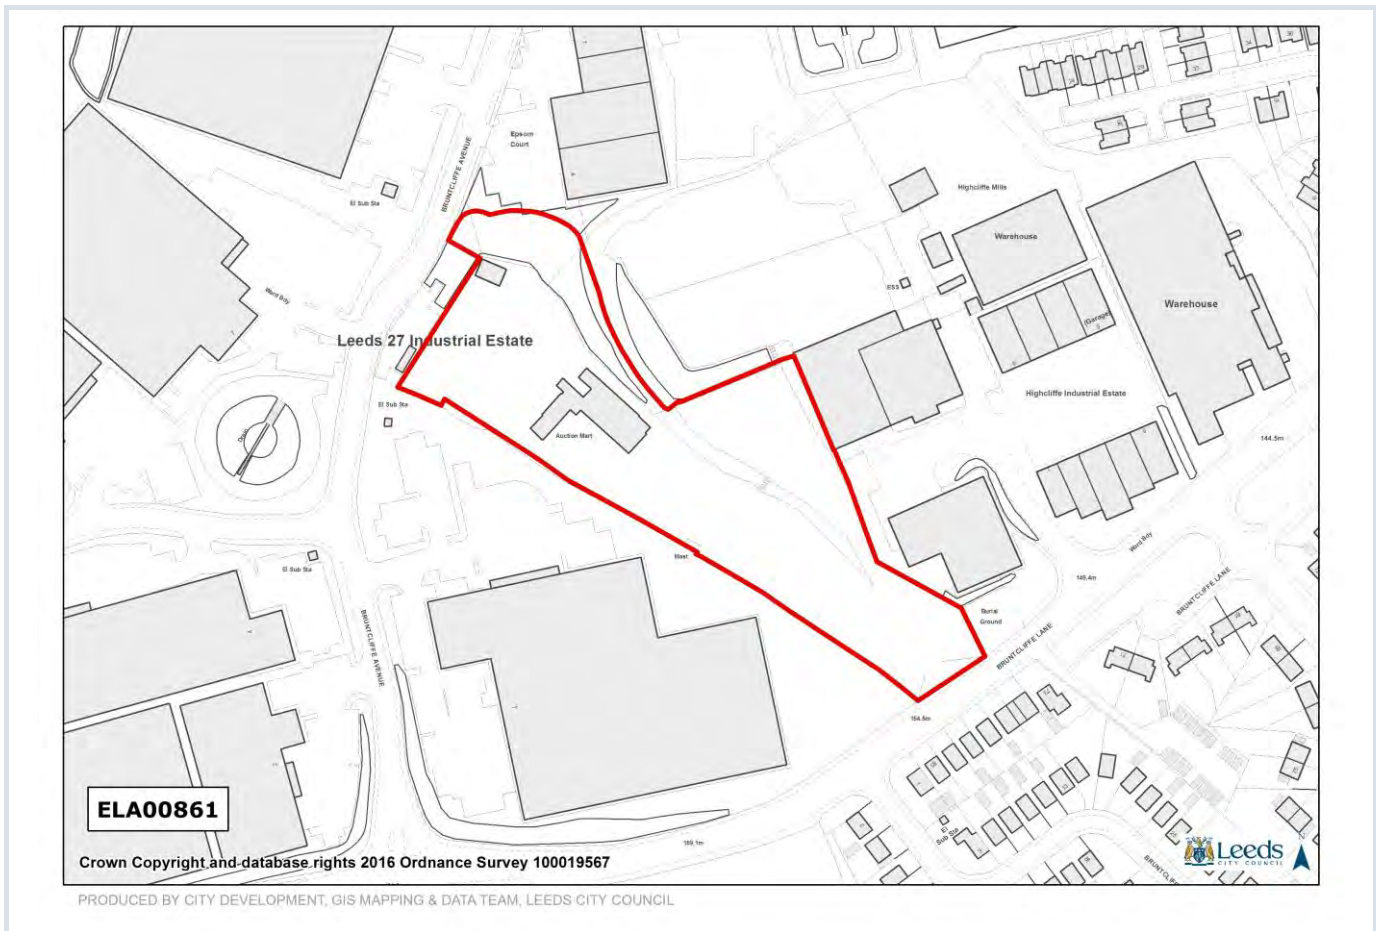 Epsom
Court
BRUNTCLIFFE AVENUE
El Sub Sta
Highcliffe Mills
Warehouse
Ward Bdy
ESS
Warehouse
(Garage)
Leeds 27 Industrial Estate
El Sub Sta
Highcliffe Industrial Estate
Auction Mart
144.5m
Mast
Ward Bdy
El Sub Sta
149.4m
BRUNTCLIFFE LANE
Burial
Ground
BRUNTCLIFFE AVENUE
BRUNTCLIFFE LANE
154.5m
ELA00861
El
Sub Sta
Crown Copyright and database rights 2016 Ordnance Survey 100019567
Leeds
CITY COUNCIL
PRODUCED BY CITY DEVELOPMENT, GIS MAPPING & DATA TEAM, LEEDS CITY COUNCIL